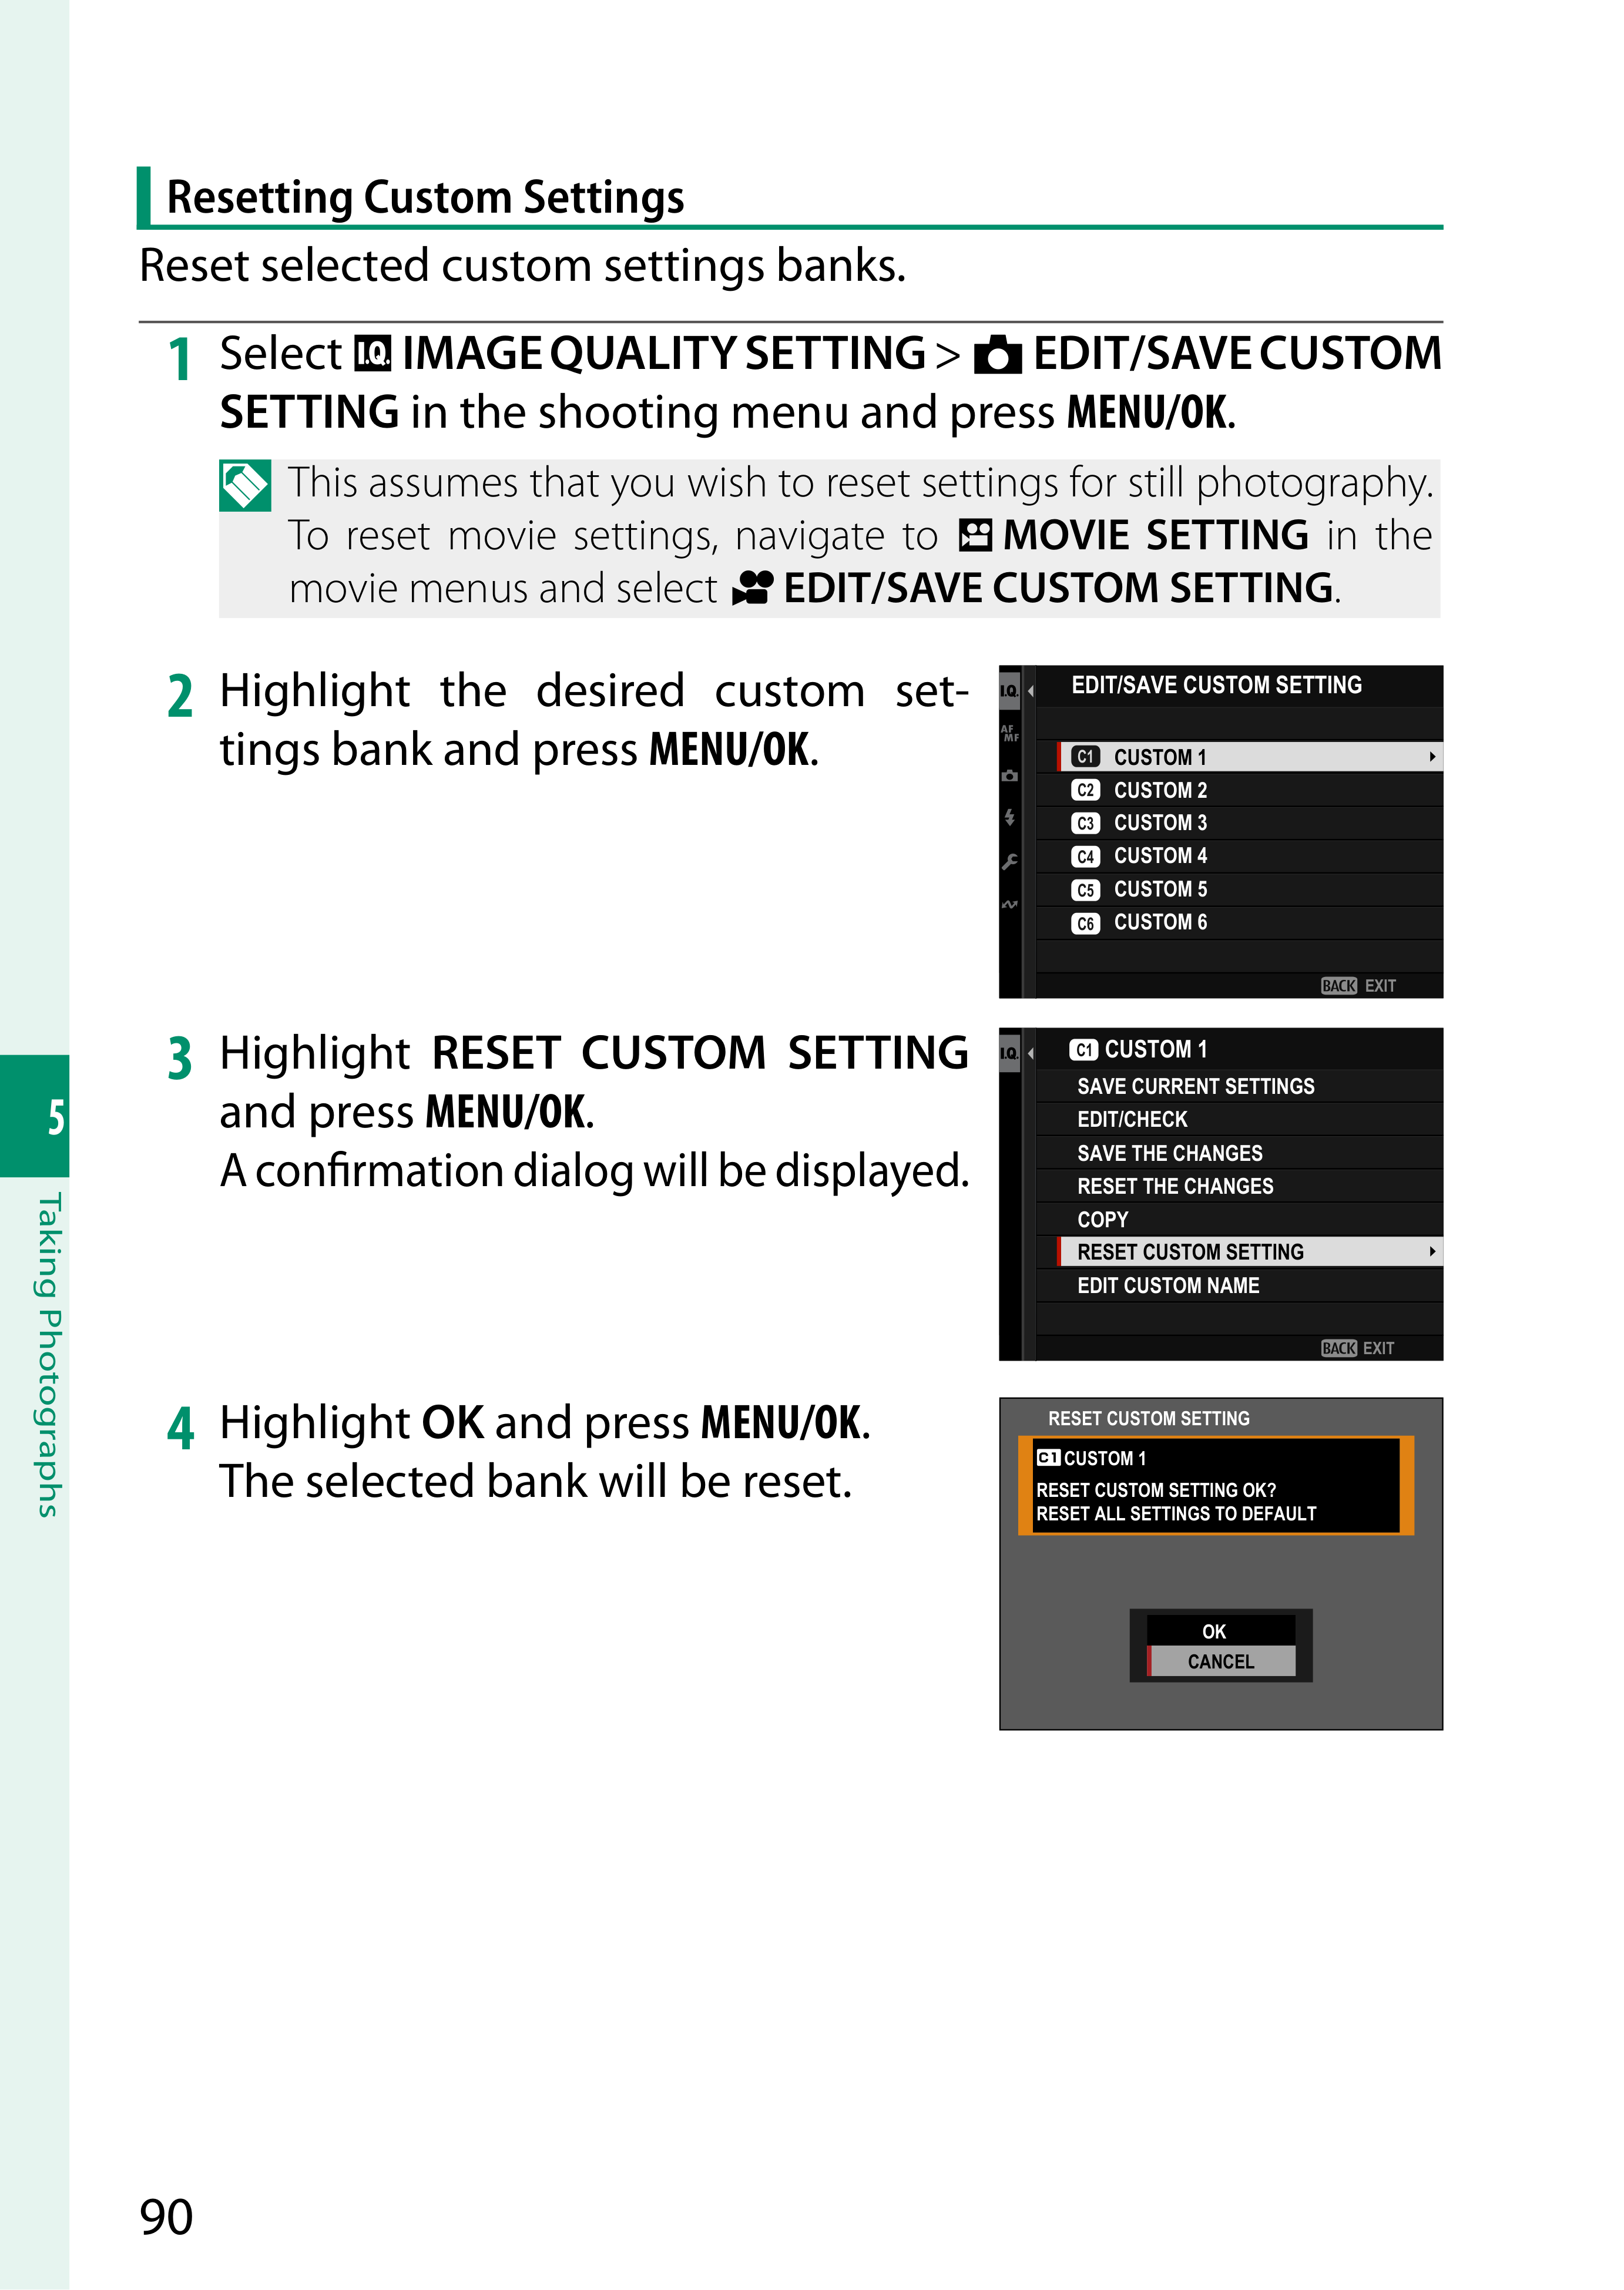 Resetting Custom Settings
Reset selected custom settings banks.
1 Select I.Q. IMAGE QUALITY SETTING > EDIT/SAVE CUSTOM
SETTING in the shooting menu and press MENU/OK.
This assumes that you wish to reset settings for still photography.
To reset movie settings, navigate to MOVIE SETTING in the
movie menus and select EDIT/SAVE CUSTOM SETTING.
2 Highlight the desired custom set-
tings bank and press MENU/OK.
I.Q. EDIT/SAVE CUSTOM SETTING
AF
MF
C1 CUSTOM 1
C2 CUSTOM 2
C3 CUSTOM 3
C4 CUSTOM 4
C5 CUSTOM 5
C6 CUSTOM 6
BACK EXIT
3 Highlight RESET CUSTOM SETTING
and press MENU/OK.
A confirmation dialog will be displayed.
I.Q. C1 CUSTOM 1
SAVE CURRENT SETTINGS
EDIT/CHECK
SAVE THE CHANGES
RESET THE CHANGES
COPY
RESET CUSTOM SETTING
EDIT CUSTOM NAME
BACK EXIT
4 Highlight OK and press MENU/OK.
The selected bank will be reset.
RESET CUSTOM SETTING
C1 CUSTOM 1
RESET CUSTOM SETTING OK?
RESET ALL SETTINGS TO DEFAULT
OK
CANCEL
5
Taking Photographs
90